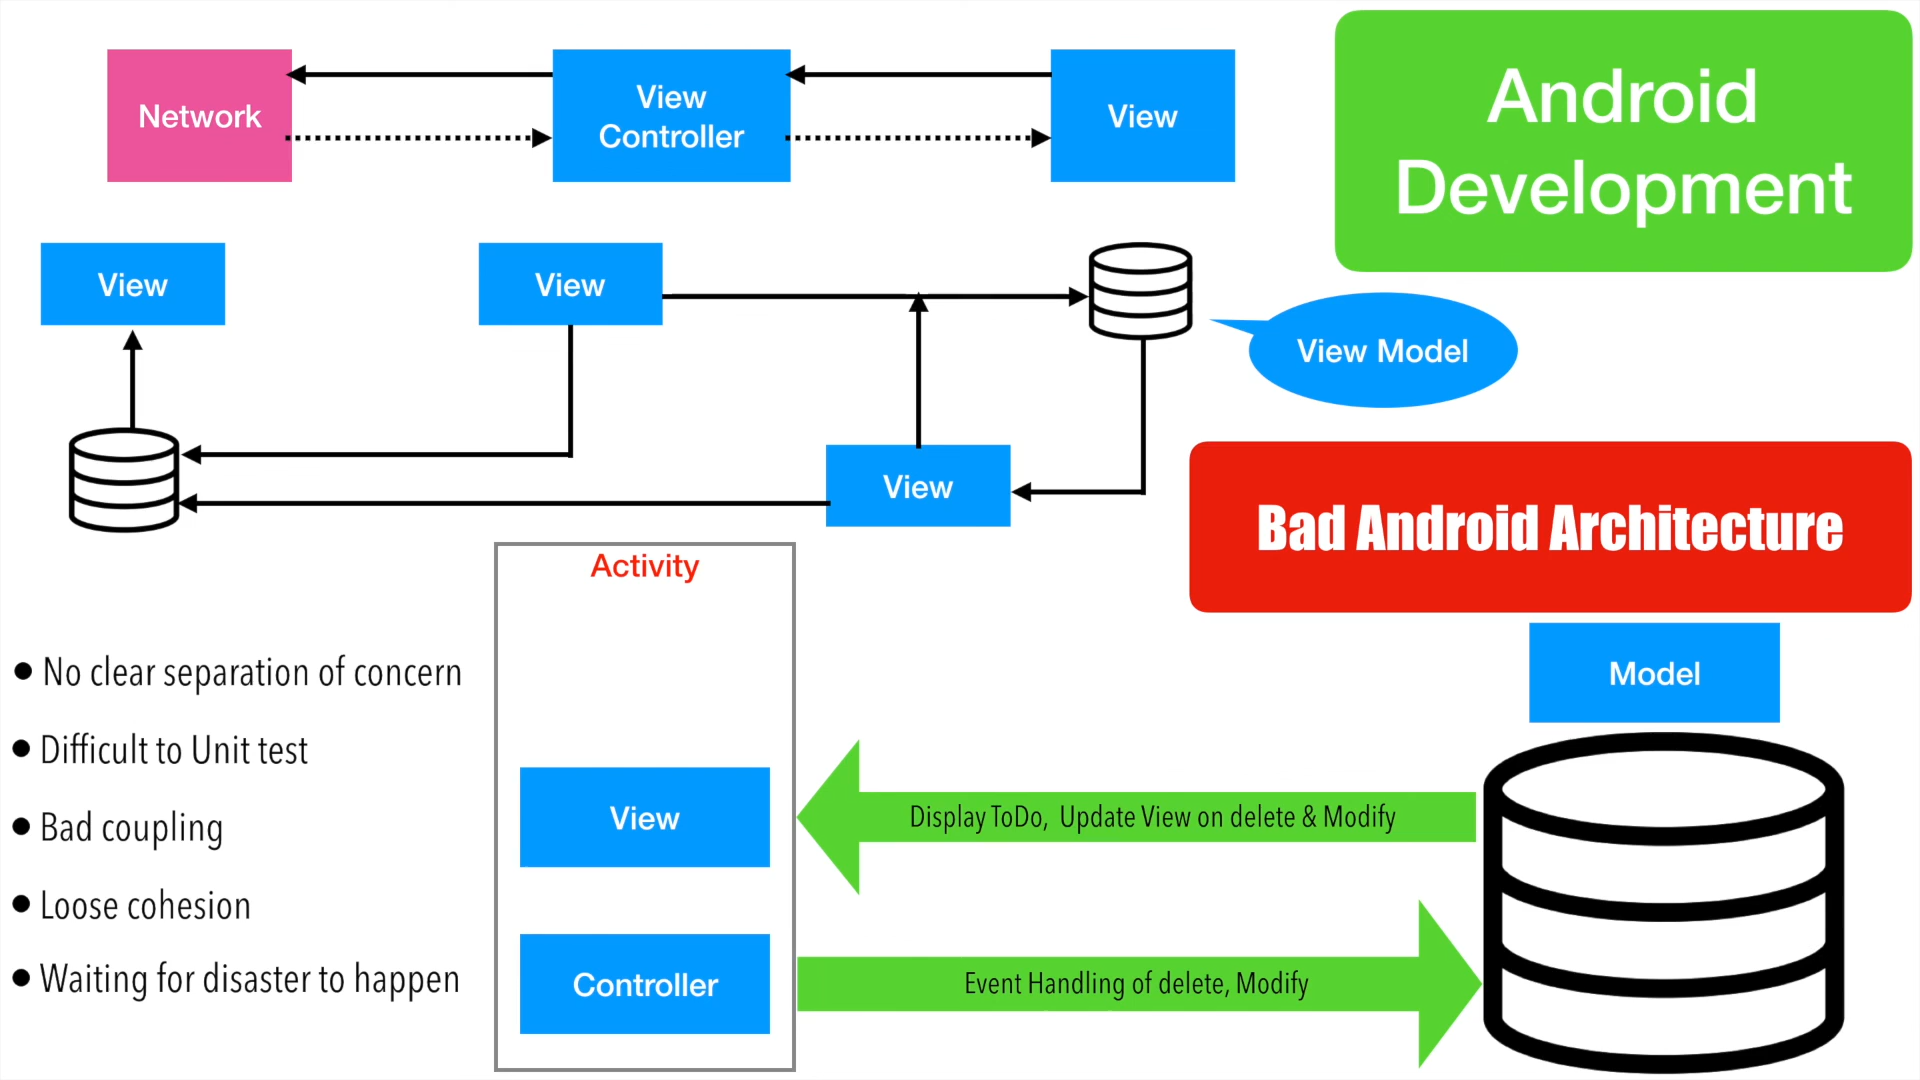 Network
View
Controller
View
Android
Development
View
View
View Model
View
Bad Android Architecture
Activity
Model
• No clear separation of concern
• Difficult to Unit test
• Bad coupling
• Loose cohesion
• Waiting for disaster to happen
View
Display ToDo, Update View on delete & Modify
Controller
Event Handling of delete, Modify